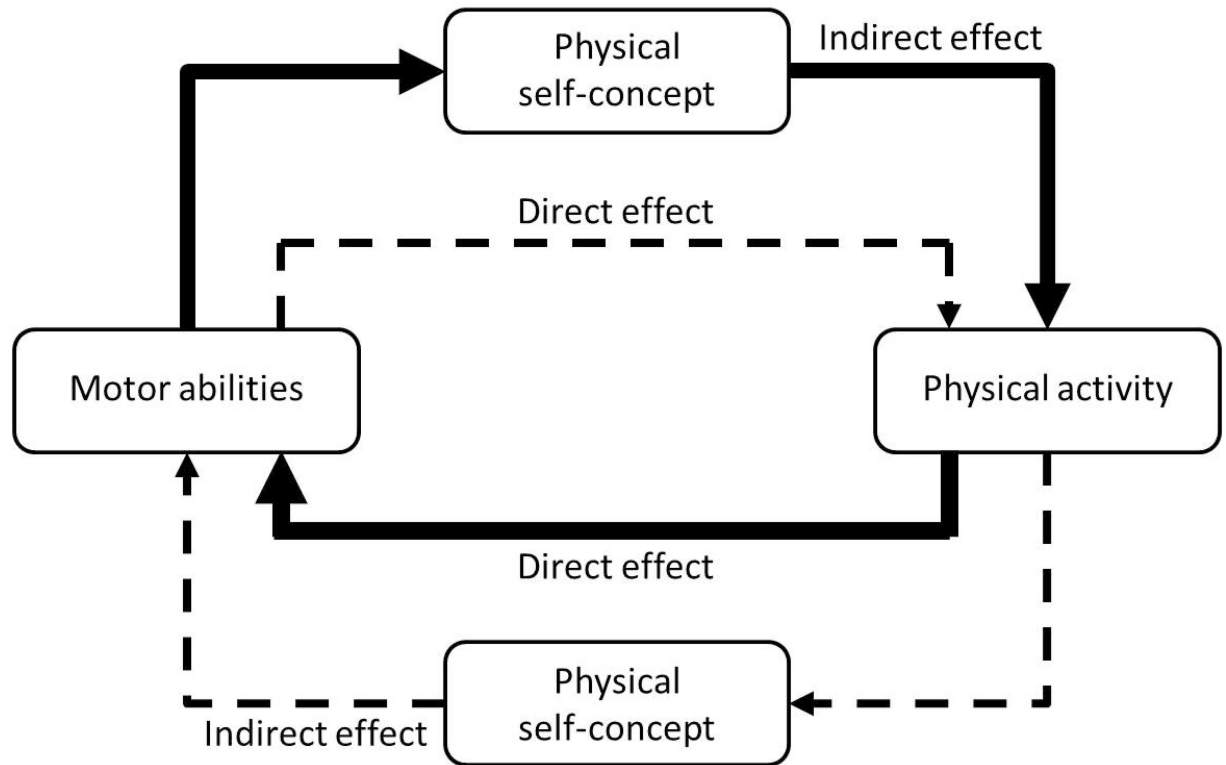 Physical
self-concept
Indirect effect
Direct effect
Motor abilities
Physical activity
Direct effect
Physical
self-concept
Indirect effect